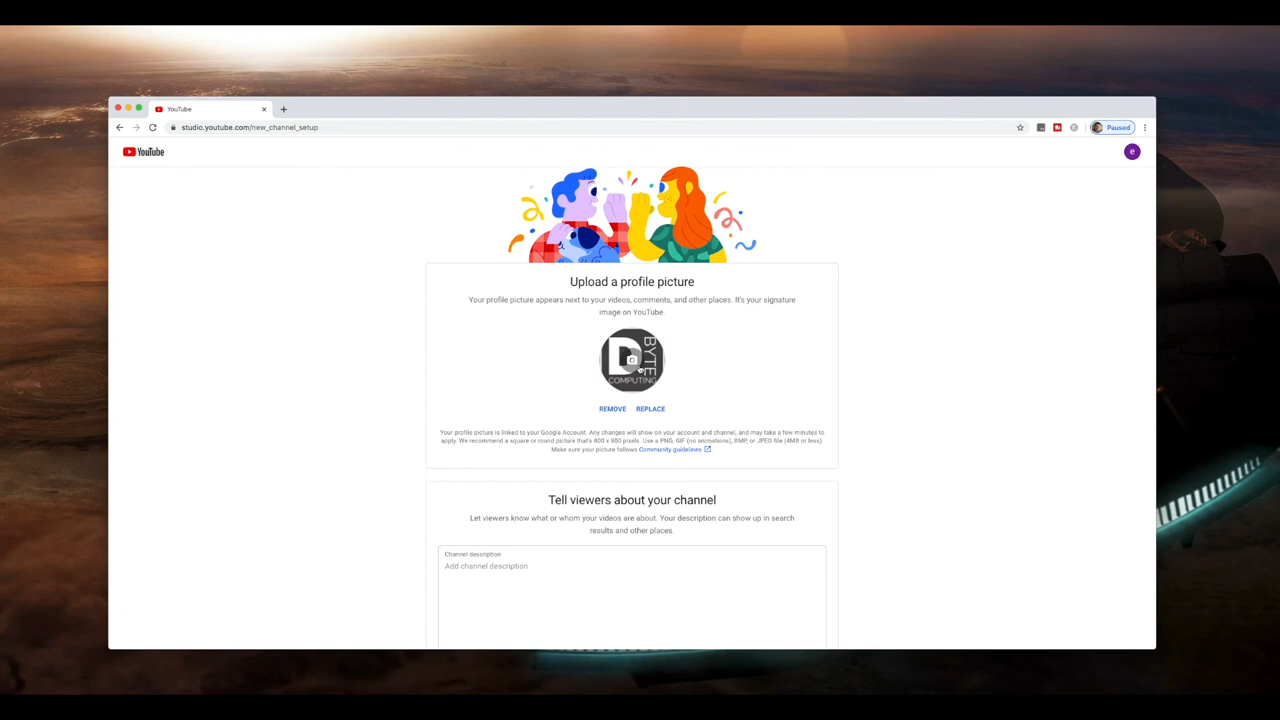 YouTube
studio.youtube.com/new_channel_setup
Paused
YouTube
e
Upload a profile picture
Your profile picture appears next to your videos, comments, and other places. It's your signature
image on YouTube.
D BYTE
COMPUTING
REMOVE REPLACE
Your profile picture is linked to your Google Account. Any changes will show on your account and channel, and may take a few minutes to
apply. We recommend a square or round picture that's 800 x 800 pixels. Use a PNG, GIF (no animations), BMP, or JPEG file (4MB or less).
Make sure your picture follows Community guidelines
Tell viewers about your channel
Let viewers know what or whom your videos are about. Your description can show up in search
results and other places.
Channel description
Add channel description